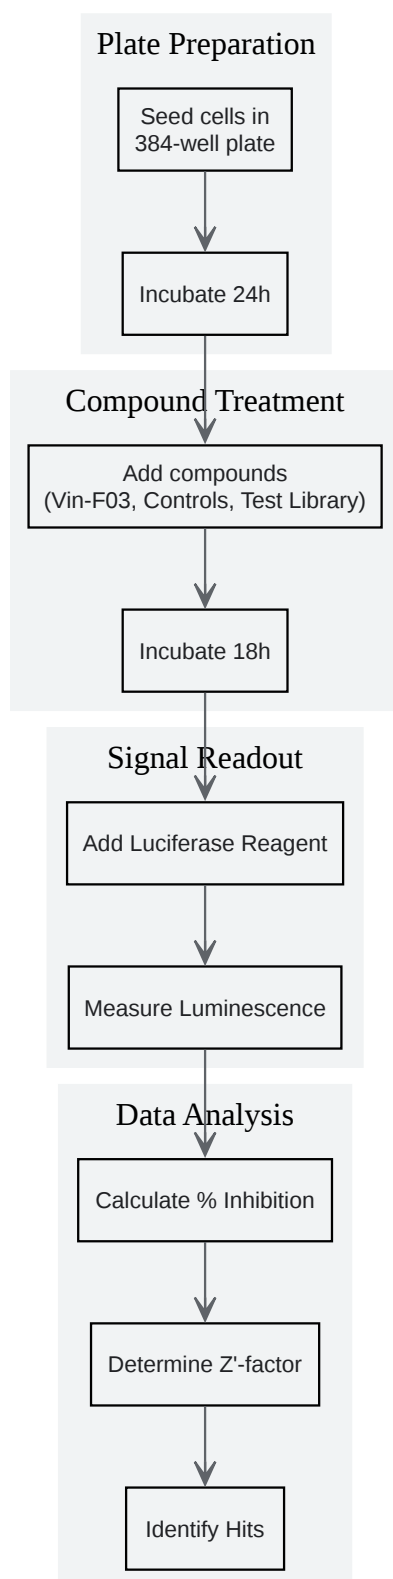 Plate Preparation
Seed cells in
384-well plate
Incubate 24h
Compound Treatment
Add compounds
(Vin-F03, Controls, Test Library)
Incubate 18h
Signal Readout
Add Luciferase Reagent
Measure Luminescence
Data Analysis
Calculate % Inhibition
Determine Z'-factor
Identify Hits